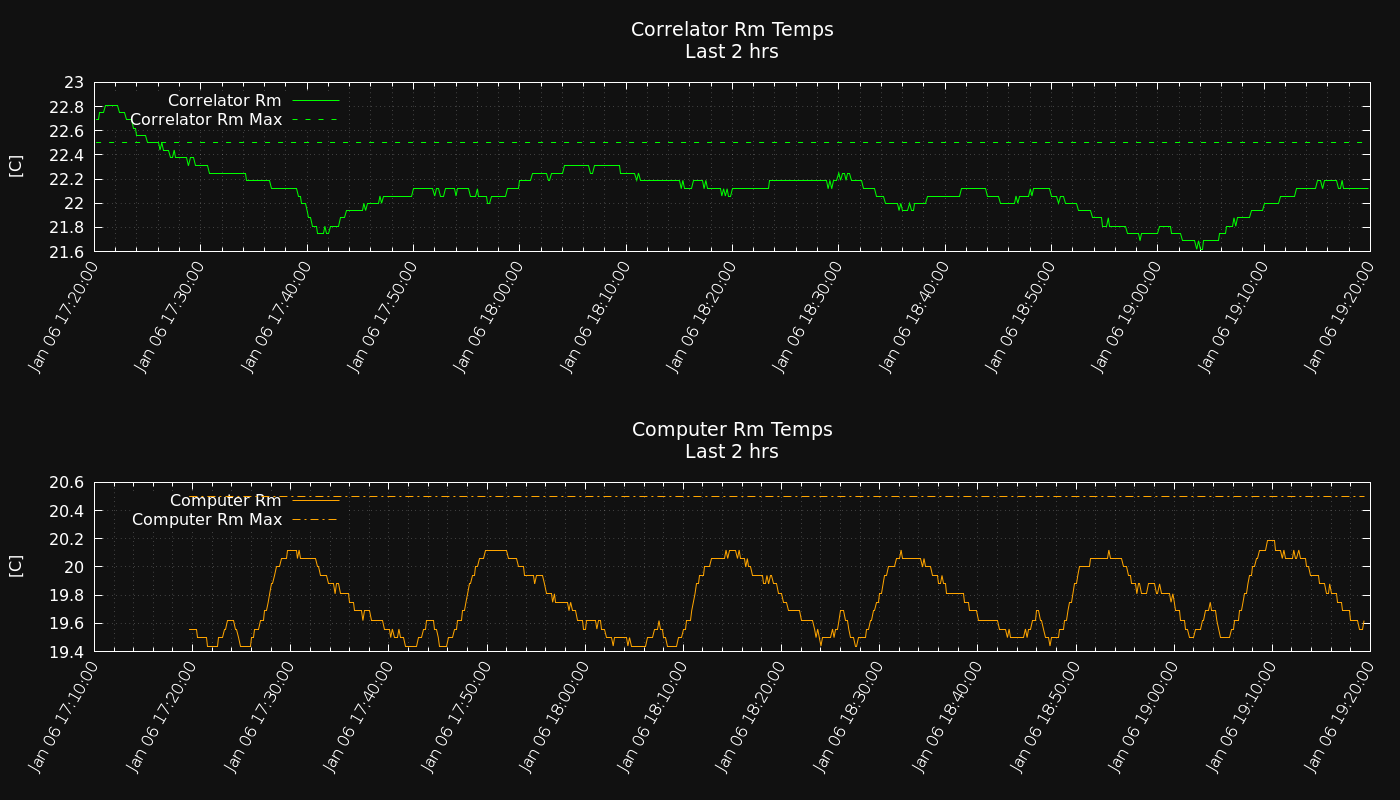 Correlator Rm Temps
Last 2 hrs
[C]
23
22.8
22.6
22.4
22.2
22
21.8
21.6
Correlator Rm
Correlator Rm Max
Jan 06 17:20:00
Jan 06 17:30:00
Jan 06 17:40:00
Jan 06 17:50:00
Jan 06 18:00:00
Jan 06 18:10:00
Jan 06 18:20:00
Jan 06 18:30:00
Jan 06 18:40:00
Jan 06 18:50:00
Jan 06 19:00:00
Jan 06 19:10:00
Jan 06 19:20:00
Computer Rm Temps
Last 2 hrs
[C]
20.6
20.4
20.2
20
19.8
19.6
19.4
Computer Rm
Computer Rm Max
Jan 06 17:10:00
Jan 06 17:20:00
Jan 06 17:30:00
Jan 06 17:40:00
Jan 06 17:50:00
Jan 06 18:00:00
Jan 06 18:10:00
Jan 06 18:20:00
Jan 06 18:30:00
Jan 06 18:40:00
Jan 06 18:50:00
Jan 06 19:00:00
Jan 06 19:10:00
Jan 06 19:20:00